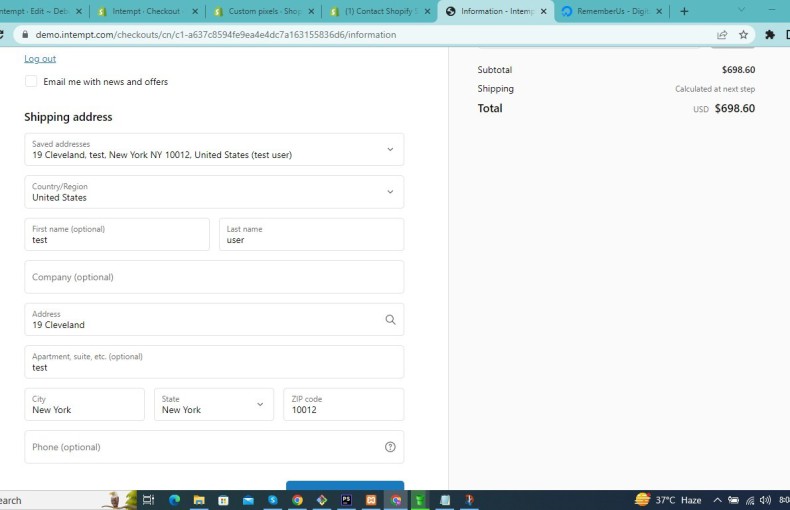 ntempt - Edit ~ Deb
Intempt - Checkout
Custom pixels - Shop
(1) Contact Shopify S
Information - Intemp
RememberUs - Digit
demo.intempt.com/checkouts/cn/c1-a637c8594fe9ea4e4dc7a163155836d6/information
Log out
Email me with news and offers
Shipping address
Saved addresses
19 Cleveland, test, New York NY 10012, United States (test user)
Country/Region
United States
First name (optional)
test
Last name
user
Company (optional)
Address
19 Cleveland
Apartment, suite, etc. (optional)
test
City
New York
State
New York
ZIP code
10012
Phone (optional)
Subtotal
$698.60
Shipping
Calculated at next step
Total
USD $698.60
earch
PS
37°C Haze
8:0